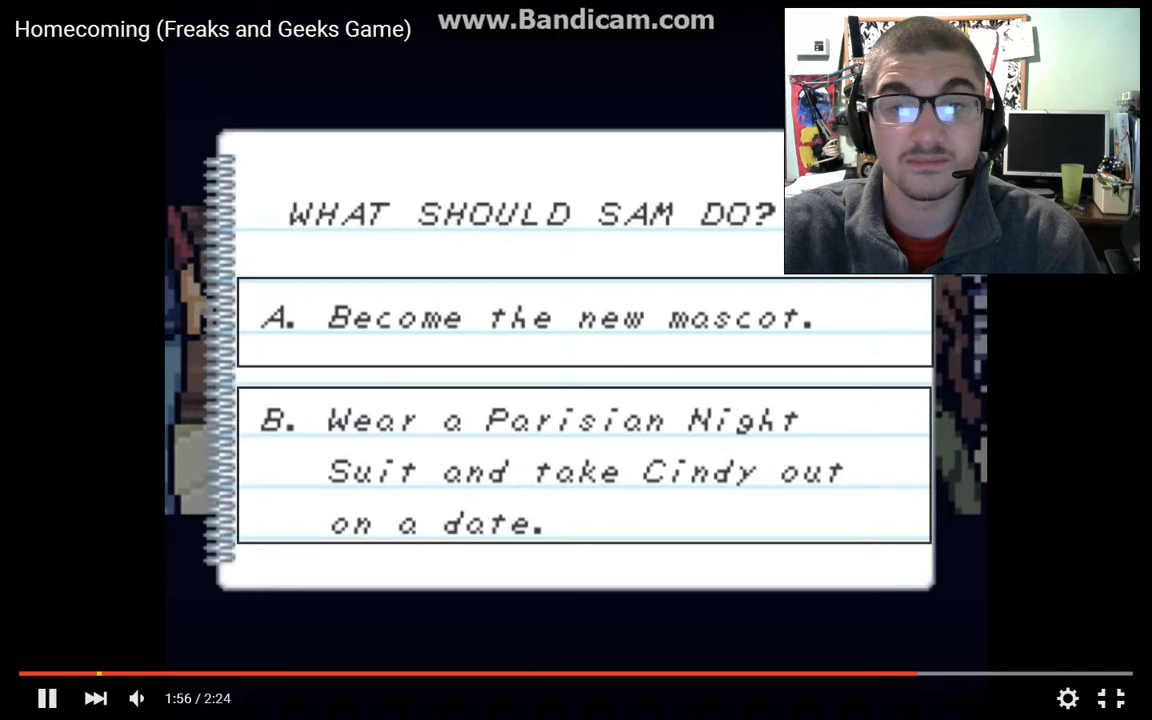 Homecoming (Freaks and Geeks Game)
www.Bandicam.com
WHAT SHOULD SAM DO?
A. Become the new mascot.
B. Wear a Parisian Night
Suit and take Cindy out
on a date.
1:56 / 2:24